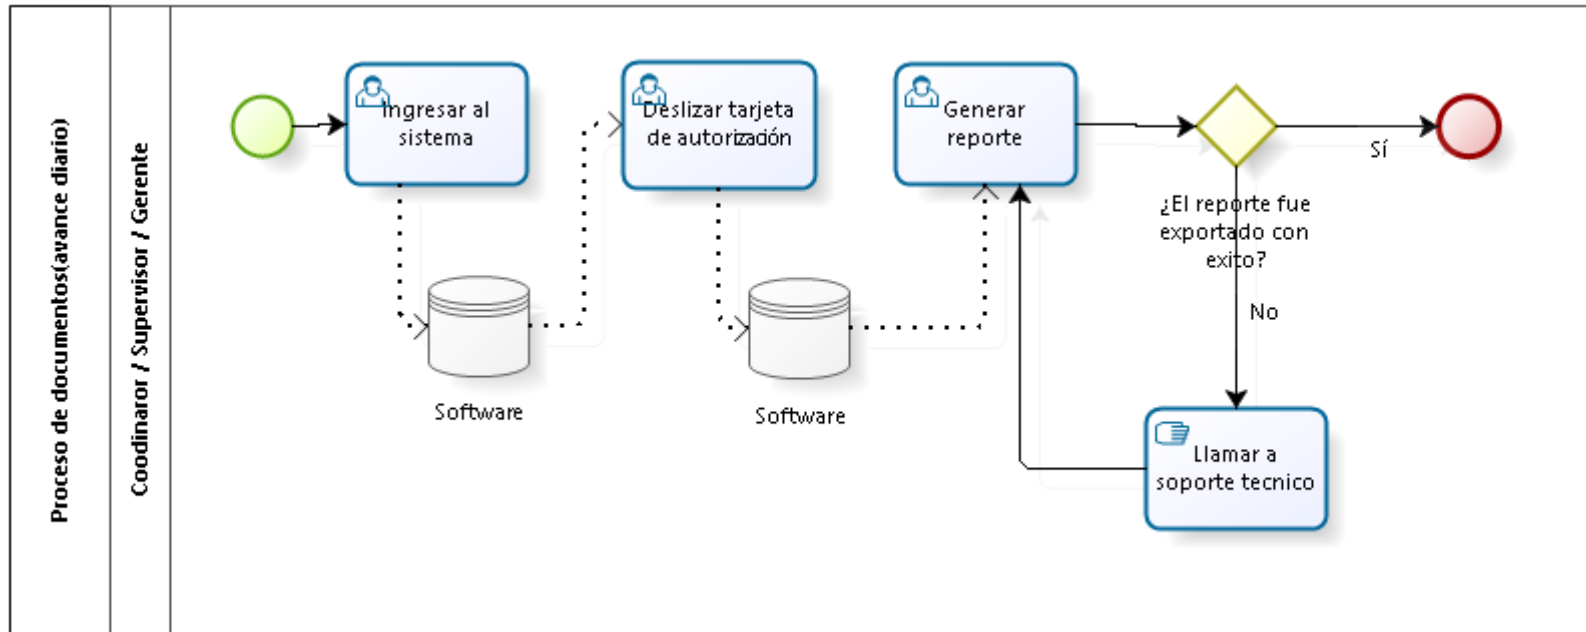 Proceso de documentos(avance diario)
Coodinaror / Supervisor / Gerente
Ingresar al
sistema
Software
Deslizar tarjeta
de autorización
Software
Generar
reporte
¿El reporte fue
exportado con
exito?
Sí
No
Llamar a
soporte tecnico